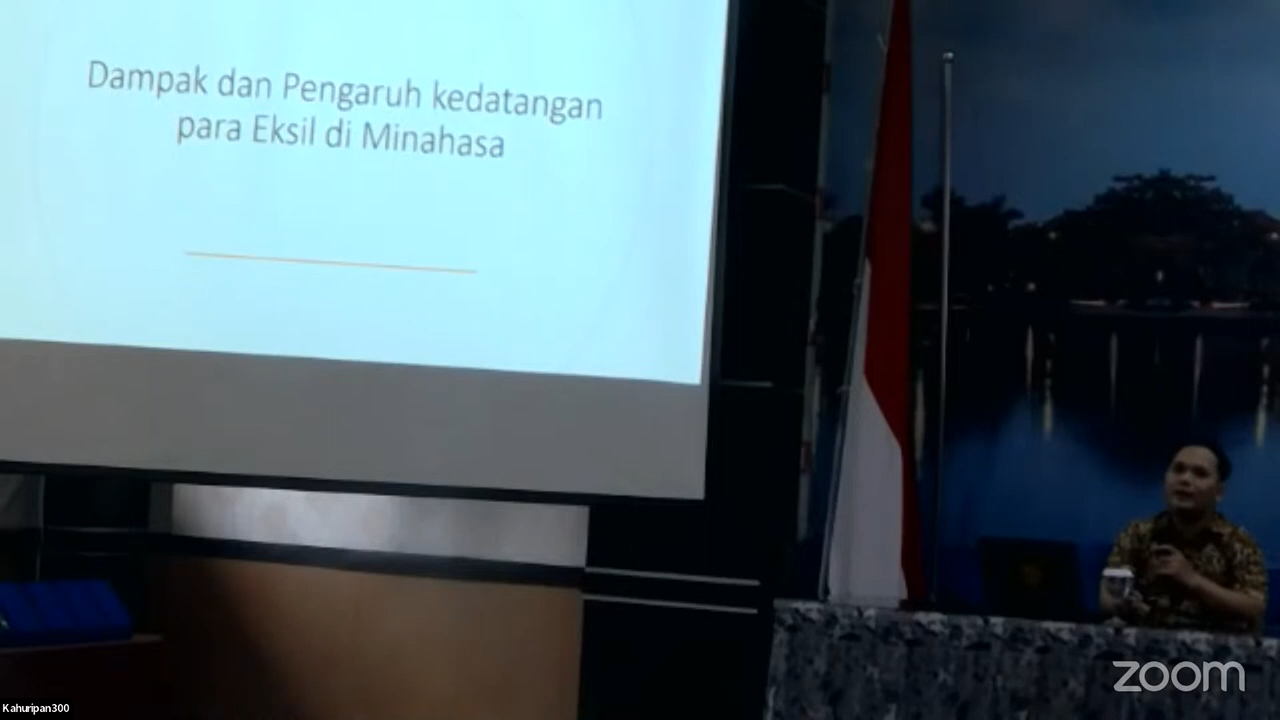 Dampak dan Pengaruh kedatangan
para Eksil di Minahasa
zoom
Kahuripan300